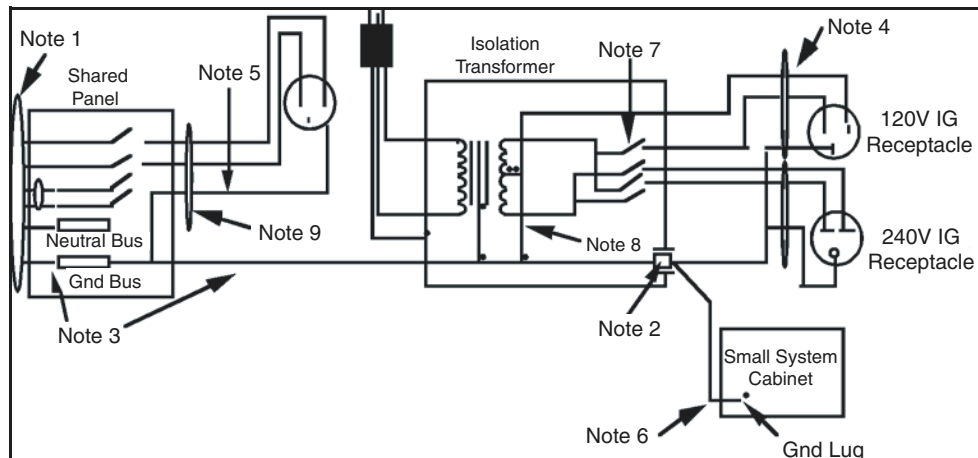 Note 1
Shared
Panel
Note 5
Isolation
Transformer
Note 7
Note 4
120V IG
Receptacle
Neutral Bus
Gnd Bus
Note 9
Note 8
240V IG
Receptacle
Note 3
Note 2
Small System
Cabinet
Note 6
Gnd Lug